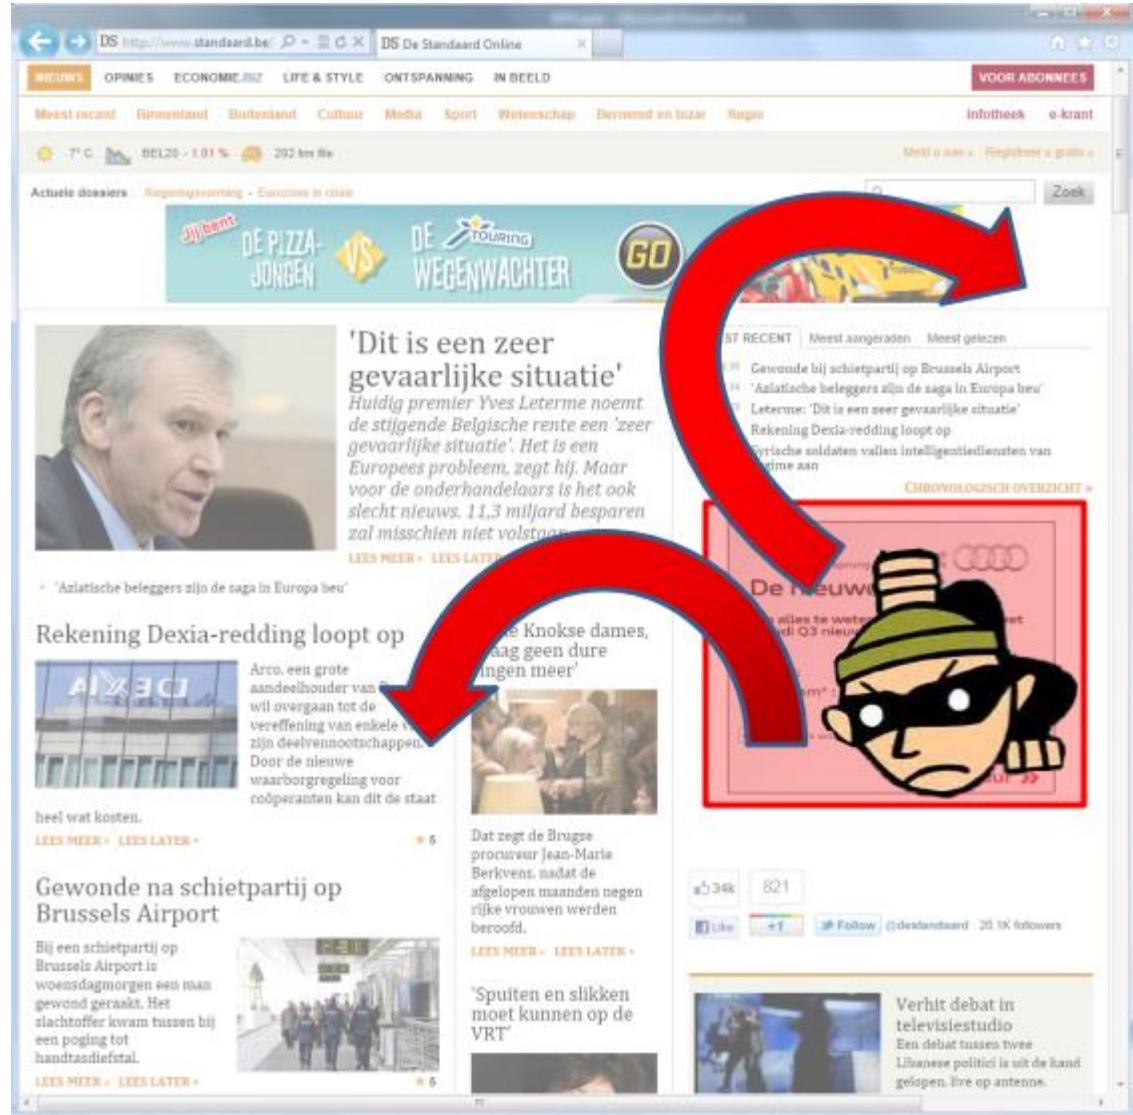 DS http://www.standaard.be/
DS De Standaard Online
NIEUWS OPINIES ECONOMIE.BIZ LIFE & STYLE ONTSPANNING IN BEELD VOOR ABONNEES
Meest recent Binnenland Buitenland Cultuur Media Sport Wetenschap Beroemd en bizar Regio Infotheek e-krant
7° C BEL20 - 1.01 % 202 km file Meld u aan » Registreer u gratis »
Actuele dossiers Regeringsvorming - Eurozone in crisis Zoek
Jij bent
DE PIZZA-
JONGEN
VS
DE TOURING
WEGENWACHTER
GO
'Dit is een zeer
gevaarlijke situatie'
Huidig premier Yves Leterme noemt
de stijgende Belgische rente een 'zeer
gevaarlijke situatie'. Het is een
Europees probleem, zegt hij. Maar
voor de onderhandelaars is het ook
slecht nieuws. 11,3 miljard besparen
zal misschien niet
LEES MEER » LEES LATER
'Aziatische beleggers zijn de saga in Europa beu'
RECENT Meest aangeraden Meest gelezen
Gewonde bij schietpartij op Brussels Airport
'Aziatische beleggers zijn de saga in Europa beu'
Leterme: 'Dit is een zeer gevaarlijke situatie'
Rekening Dexia-redding loopt op
Syrische soldaten vallen intelligentiediensten van
aan
CHRONOLOGISCH OVERZICHT »
De nieuw
alles te wete
Q3 nieuw
Rekening Dexia-redding loopt op
DEXIA
Arco, een grote
aandeelhouder van
wil overgaan tot de
vereffening van enkele
zijn deelvennootschappen.
Door de nieuwe
waarborgregeling voor
coöperanten kan dit de staat
heel wat kosten.
LEES MEER » LEES LATER »
6
Knokse dames,
geen dure
meer'
Dat zegt de Brugse
procureur Jean-Marie
Berkvens, nadat de
afgelopen maanden negen
rijke vrouwen werden
beroofd.
LEES MEER » LEES LATER »
34k 821
Like +1 Follow @destandaard 20.1K followers
Gewonde na schietpartij op
Brussels Airport
Bij een schietpartij op
Brussels Airport is
woensdagmorgen een man
gewond geraakt. Het
slachtoffer kwam tussen bij
een poging tot
handtasdiefstal.
LEES MEER » LEES LATER »
6
'Spuiten en slikken
moet kunnen op de
VRT'
Verhit debat in
televisiestudio
Een debat tussen twee
Libanese politici is uit de hand
gelopen, live op antenne.